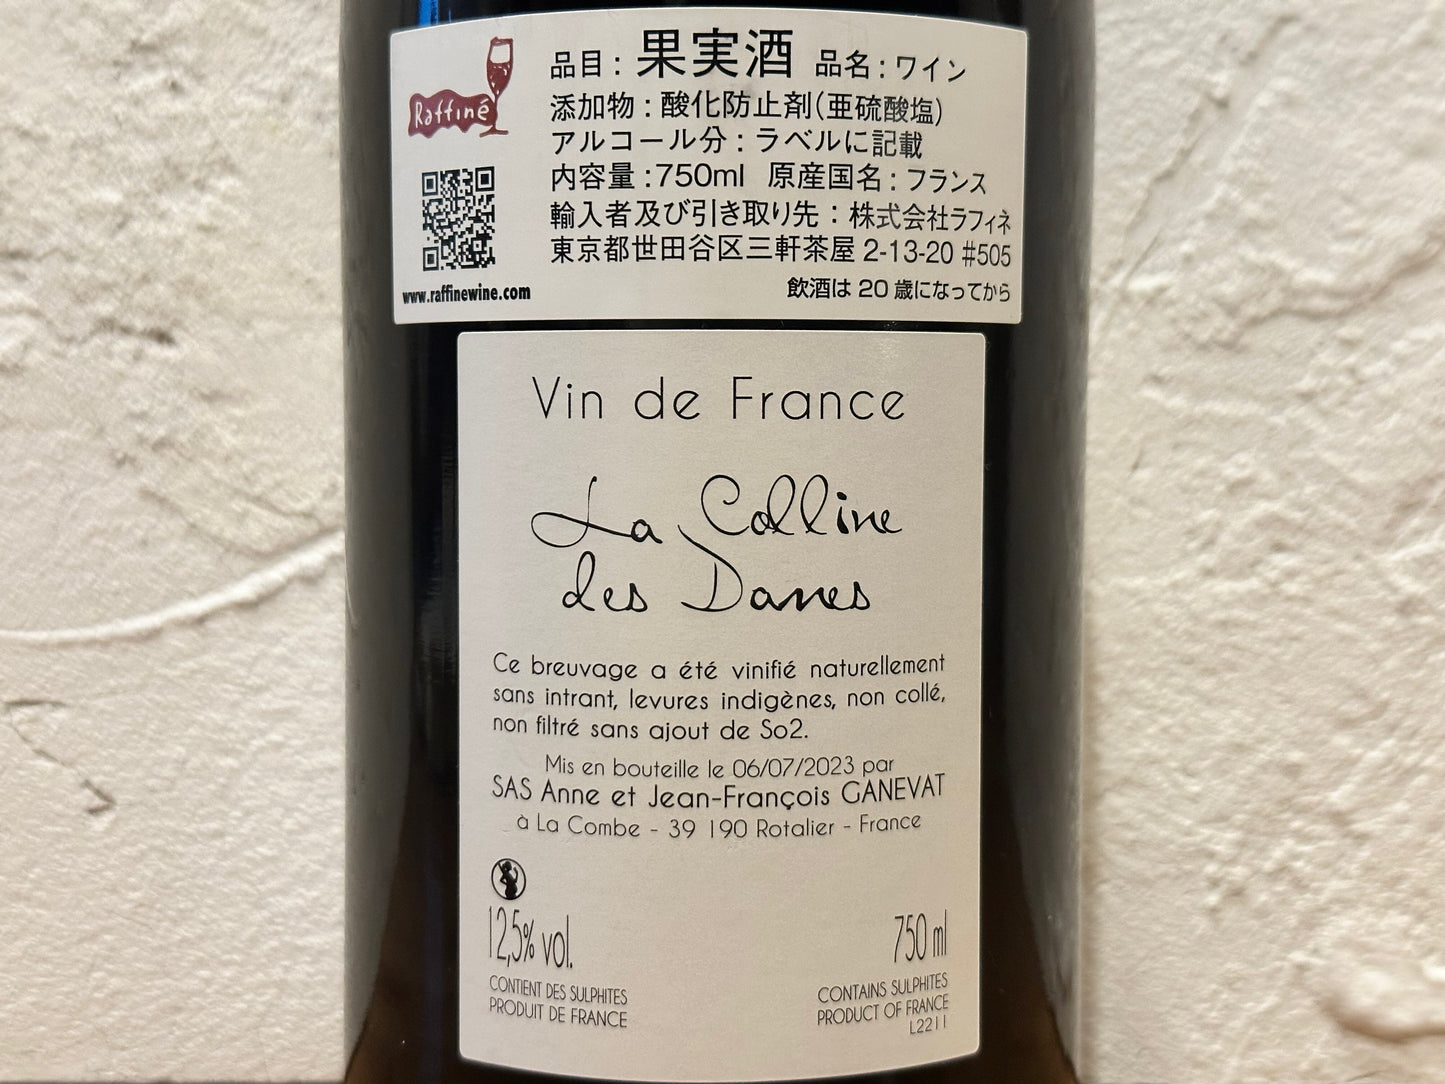 Raffiné
品目：果実酒 品名：ワイン
添加物：酸化防止剤(亜硫酸塩)
アルコール分：ラベルに記載
内容量：750ml 原産国名：フランス
輸入者及び引き取り先：株式会社ラフィネ
東京都世田谷区三軒茶屋 2-13-20 #505
www.raffinewine.com
飲酒は 20 歳になってから
Vin de France
La Colline
des Dames
Ce breuvage a été vinifié naturellement
sans intrant, levures indigènes, non collé,
non filtré sans ajout de So2.
Mis en bouteille le 06/07/2023 par
SAS Anne et Jean-François GANEVAT
à La Combe - 39 190 Rotalier - France
12,5% vol.
750 ml
CONTIENT DES SULPHITES
PRODUIT DE FRANCE
CONTAINS SULPHITES
PRODUCT OF FRANCE
L2211